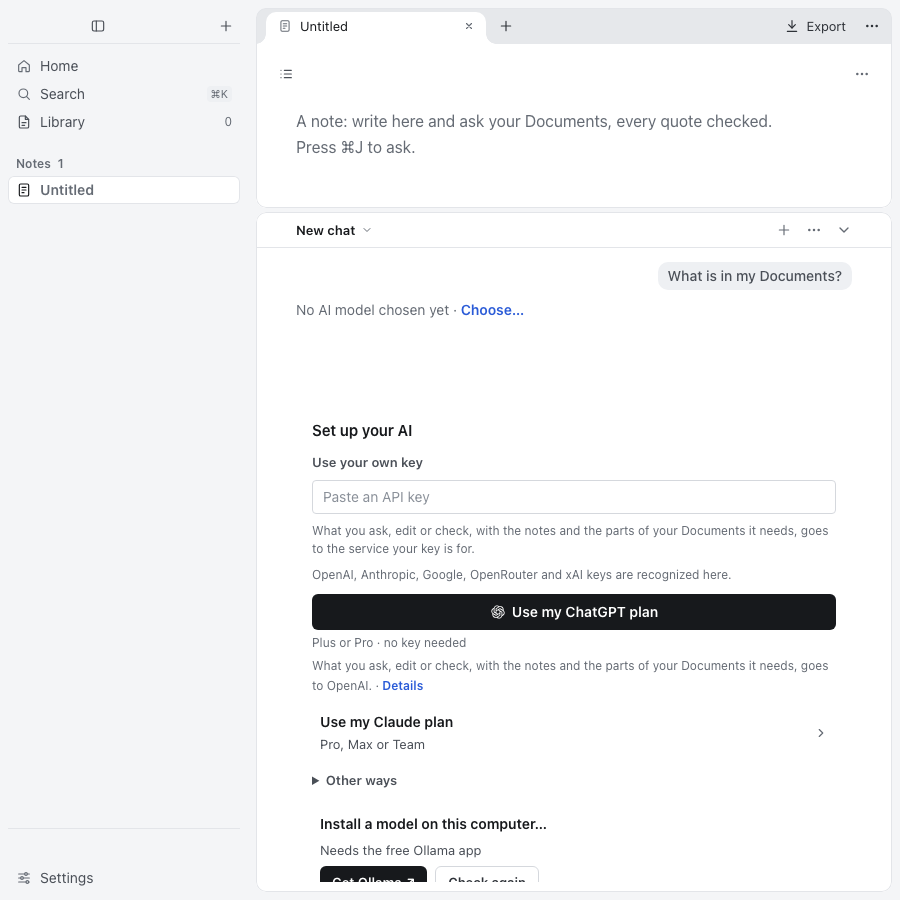 Untitled
Export
Home
Search ⌘K
Library 0
Notes 1
Untitled
A note: write here and ask your Documents, every quote checked.
Press ⌘J to ask.
New chat
What is in my Documents?
No AI model chosen yet · Choose...
Set up your AI
Use your own key
Paste an API key
What you ask, edit or check, with the notes and the parts of your Documents it needs, goes
to the service your key is for.
OpenAI, Anthropic, Google, OpenRouter and xAI keys are recognized here.
Use my ChatGPT plan
Plus or Pro · no key needed
What you ask, edit or check, with the notes and the parts of your Documents it needs, goes
to OpenAI. · Details
Use my Claude plan
Pro, Max or Team
Other ways
Install a model on this computer...
Needs the free Ollama app
Get Ollama ↗ Check again
Settings